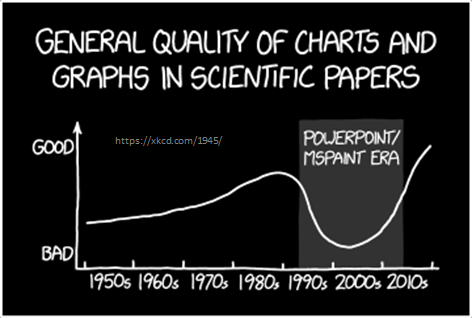 GENERAL QUALITY OF CHARTS AND
GRAPHS IN SCIENTIFIC PAPERS
GOOD
https://xkcd.com/1945/
POWERPOINT/
MSPAINT ERA
BAD
1950s 1960s 1970s 1980s 1990s 2000s 2010s